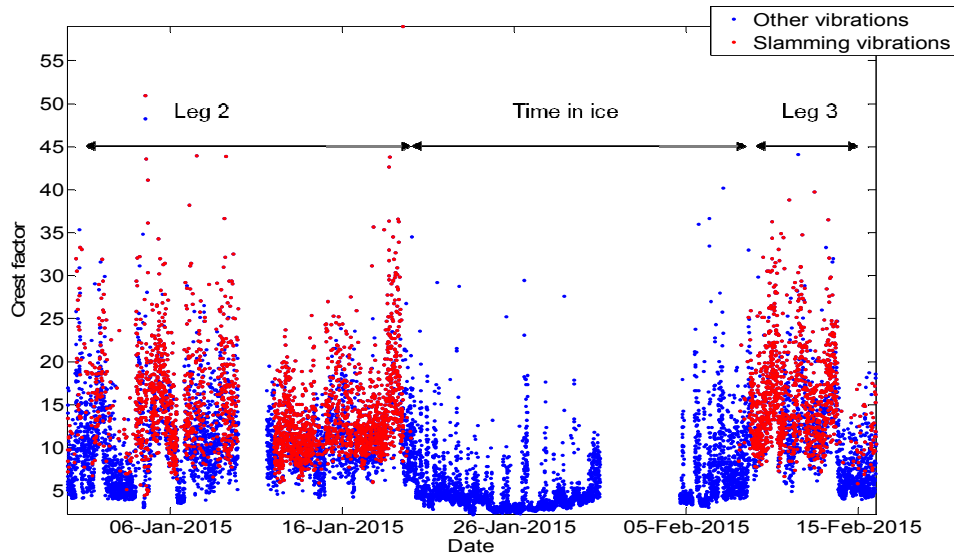 Other vibrations
Slamming vibrations
Leg 2
Time in ice
Leg 3
Crest factor
55
50
45
40
35
30
25
20
15
10
5
06-Jan-2015
16-Jan-2015
26-Jan-2015
05-Feb-2015
15-Feb-2015
Date